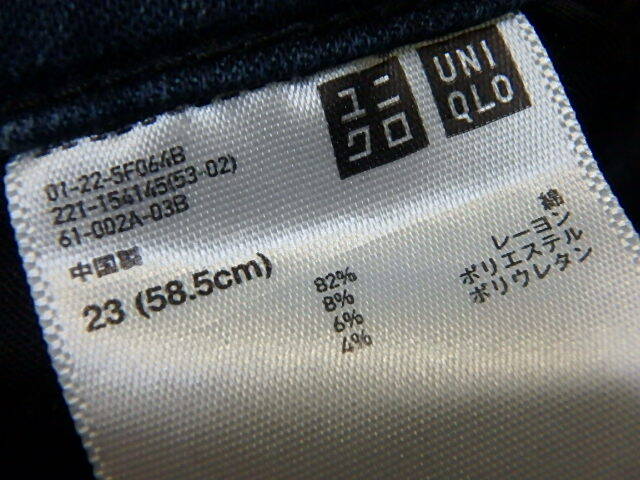 ユニ
クロ
UNI
QLO
01-22-5F064B
221-154145(53-02)
61-002A-03B
中国製
23 (58.5cm)
82% 綿
8% レーヨン
6% ポリエステル
4% ポリウレタン